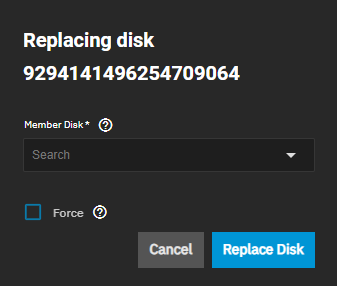 Replacing disk
9294141496254709064
Member Disk *
Search
Force
Cancel
Replace Disk